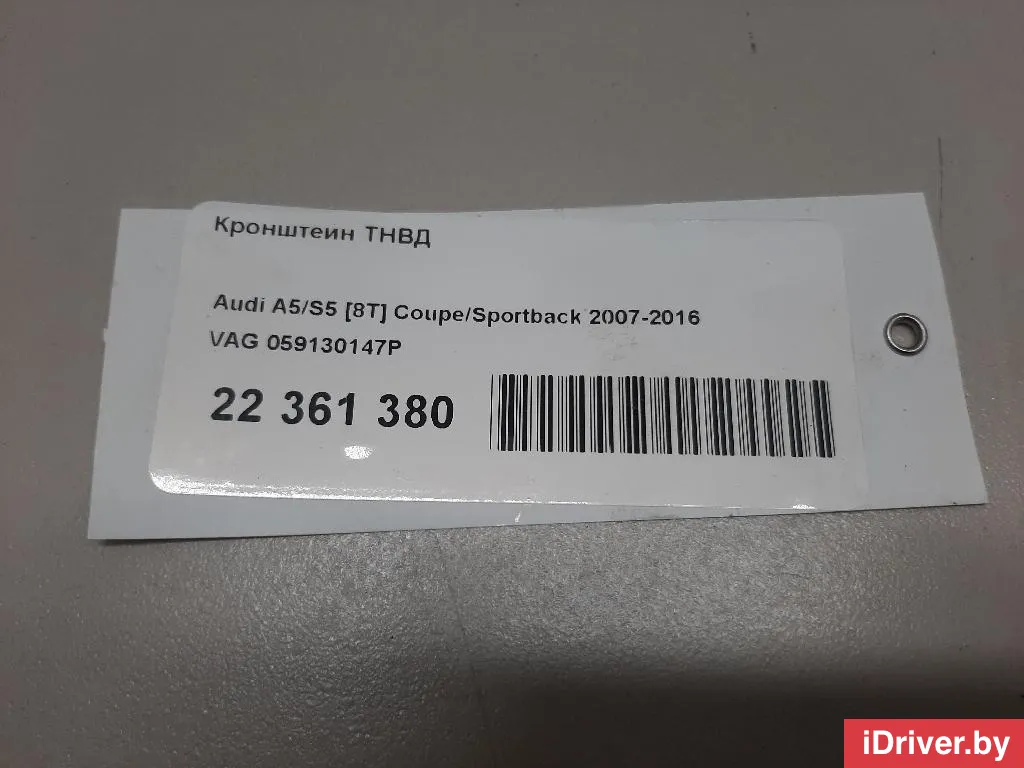 Кронштеин ТНВД
Audi A5/S5 [8T] Coupe/Sportback 2007-2016
VAG 059130147P
22 361 380
iDriver.by